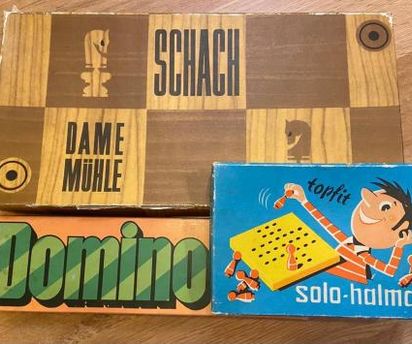 SCHACH
DAME
MÜHLE
Domino
topfit
solo-halma